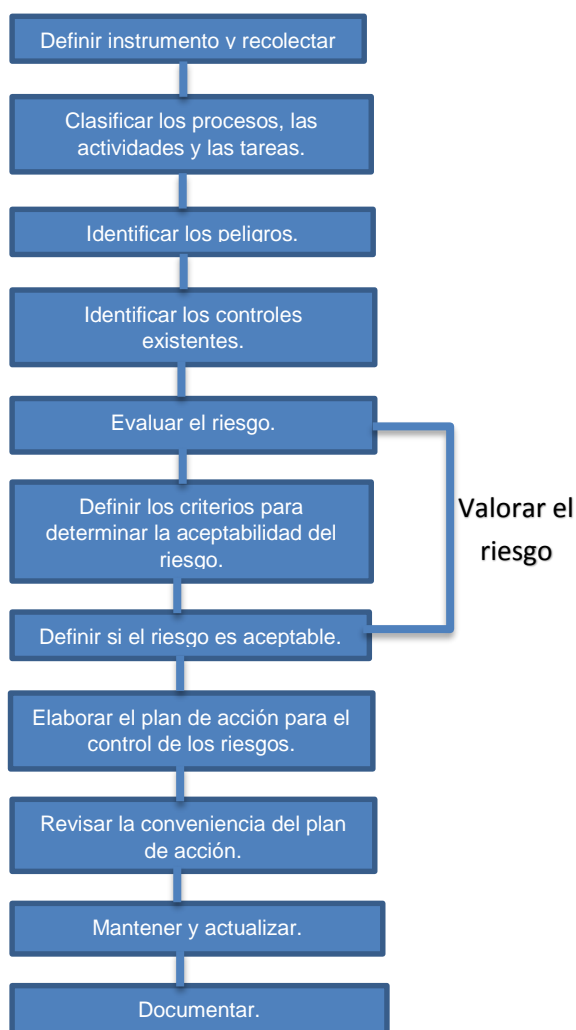 Definir instrumento y recolectar
Clasificar los procesos, las
actividades y las tareas.
Identificar los peligros.
Identificar los controles
existentes.
Evaluar el riesgo.
Definir los criterios para
determinar la aceptabilidad del
riesgo.
Valorar el
riesgo
Definir si el riesgo es aceptable.
Elaborar el plan de acción para el
control de los riesgos.
Revisar la conveniencia del plan
de acción.
Mantener y actualizar.
Documentar.